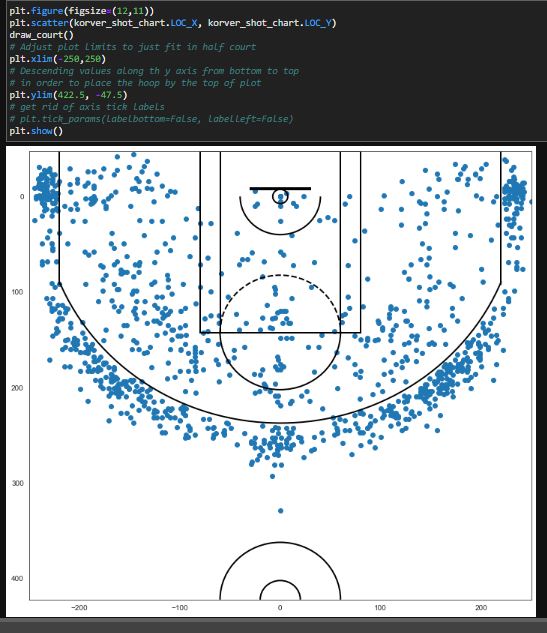 plt.figure(figsize=(12,11))
plt.scatter(korver_shot_chart.LOC_X, korver_shot_chart.LOC_Y)
draw_court()
# Adjust plot limits to just fit in half court
plt.xlim(-250,250)
# Descending values along th y axis from bottom to top
# in order to place the hoop by the top of plot
plt.ylim(422.5, -47.5)
# get rid of axis tick labels
# plt.tick_params(labelbottom=False, labelleft=False)
plt.show()
0
100
200
300
400
−200 −100 0 100 200